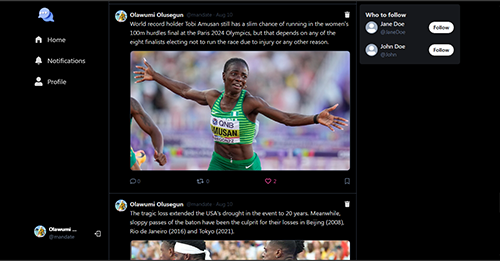 Home
Notifications
Profile
Olawumi ...
@mandate
Olawumi Olusegun @mandate Aug 10
World record holder Tobi Amusan still has a slim chance of running in the women's
100m hurdles final at the Paris 2024 Olympics, but that depends on any of the
eight finalists electing not to run the race due to injury or any other reason.
QNB
AMUSAN
0 0 2
Olawumi Olusegun @mandate Aug 10
The tragic loss extended the USA's drought in the event to 20 years. Meanwhile,
sloppy passes of the baton have been the culprit for their losses in Beijing (2008),
Rio de Janeiro (2016) and Tokyo (2021).
Who to follow
Jane Doe
@JaneDoe
Follow
John Doe
@John
Follow